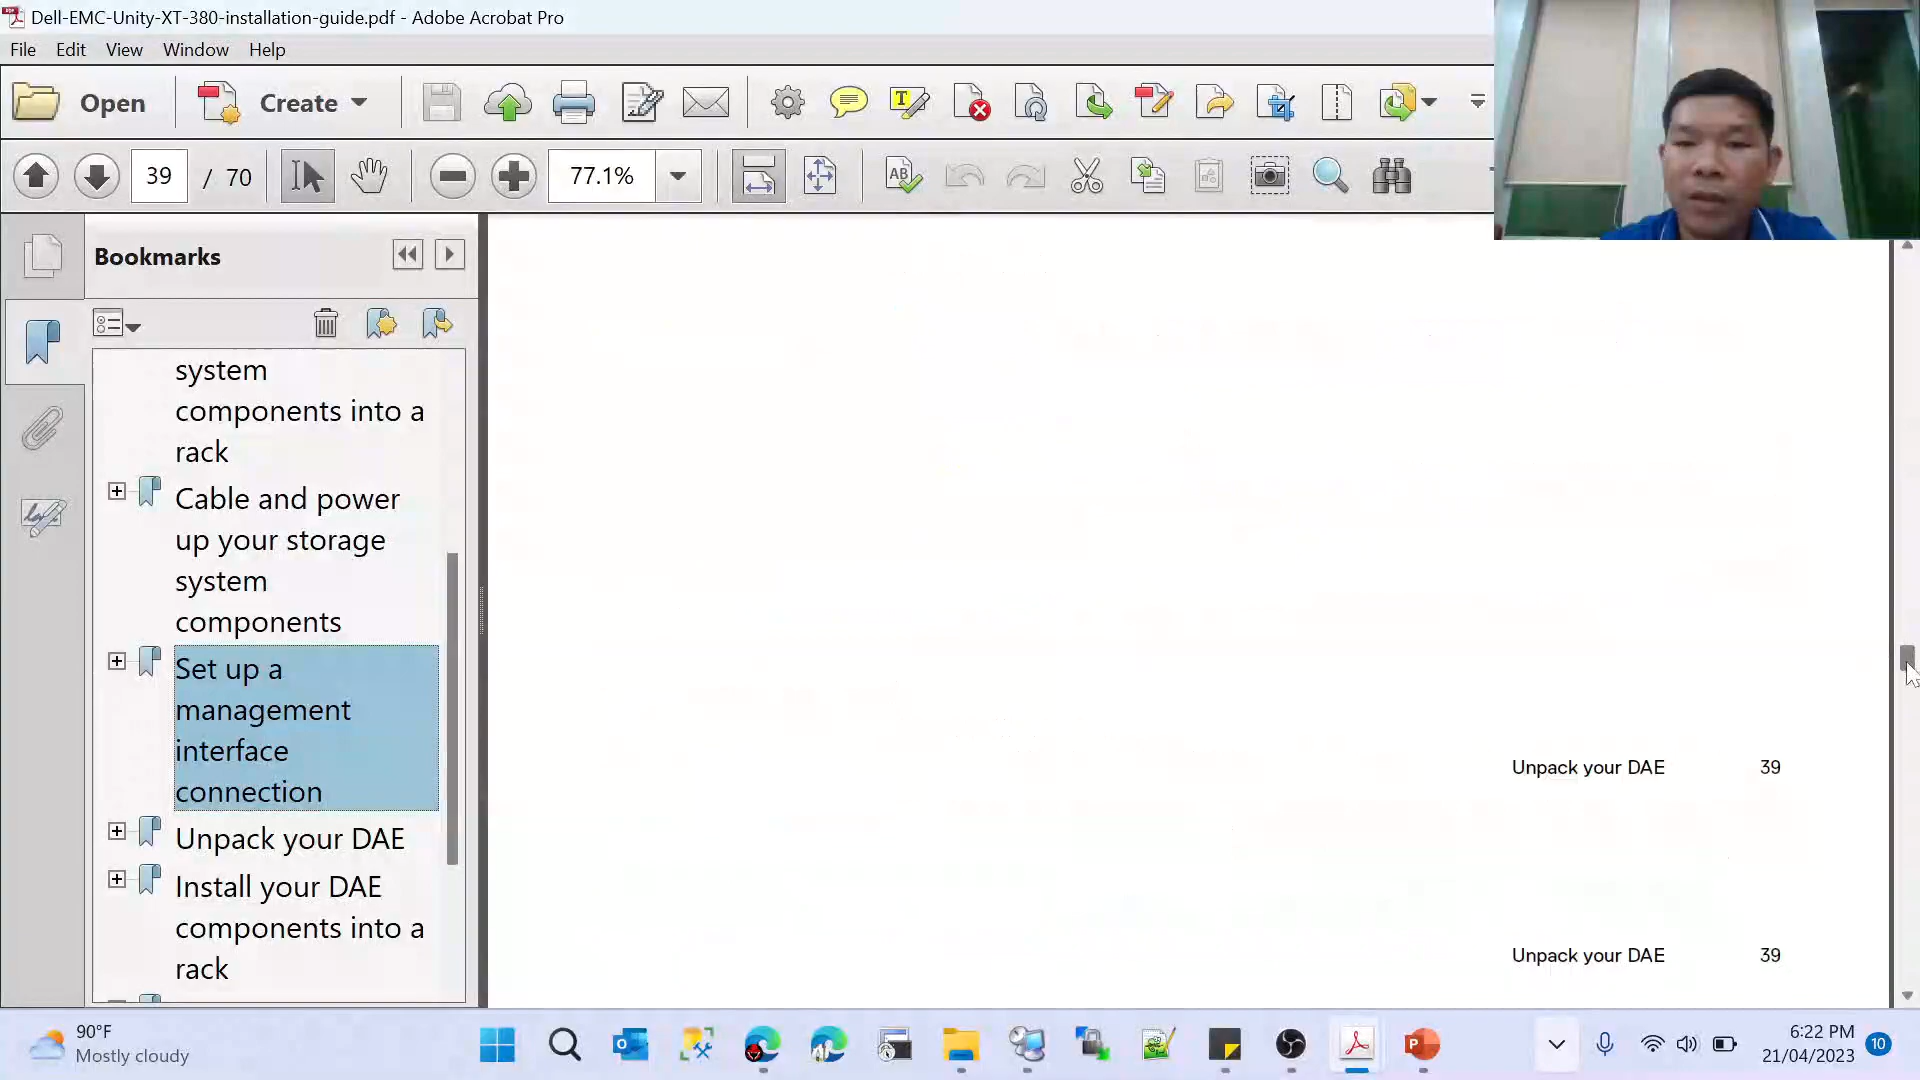 Dell-EMC-Unity-XT-380-installation-guide.pdf - Adobe Acrobat Pro
File Edit View Window Help
Open Create
39 / 70 77.1%
Bookmarks
system
components into a
rack
Cable and power
up your storage
system
components
Set up a
management
interface
connection
Unpack your DAE
Install your DAE
components into a
rack
Unpack your DAE 39
Unpack your DAE 39
90°F
Mostly cloudy
6:22 PM
21/04/2023
10